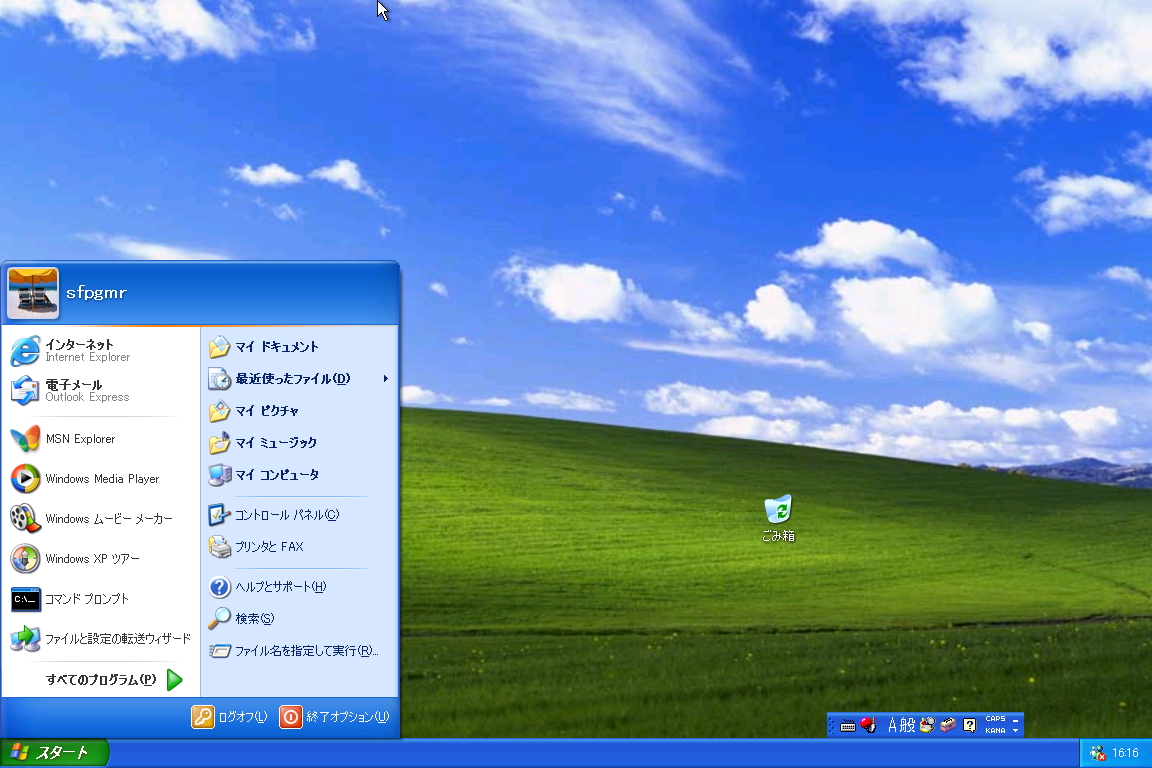 sfpgmr
インターネット
Internet Explorer
電子メール
Outlook Express
MSN Explorer
Windows Media Player
Windows ムービー メーカー
Windows XP ツアー
コマンド プロンプト
ファイルと設定の転送ウィザード
すべてのプログラム(P)
マイ ドキュメント
最近使ったファイル(D)
マイ ピクチャ
マイ ミュージック
マイ コンピュータ
コントロール パネル(C)
プリンタと FAX
ヘルプとサポート(H)
検索(S)
ファイル名を指定して実行(R)...
ログオフ(L)
終了オプション(U)
ごみ箱
A 般
CAPS
KANA
スタート
16:16